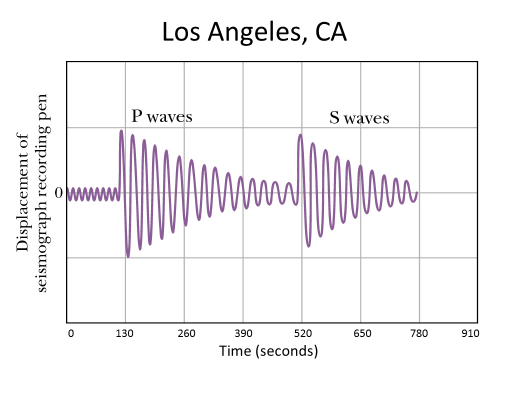 Los Angeles, CA
P waves
S waves
Displacement of
seismograph recording pen
0
0 130 260 390 520 650 780 910
Time (seconds)